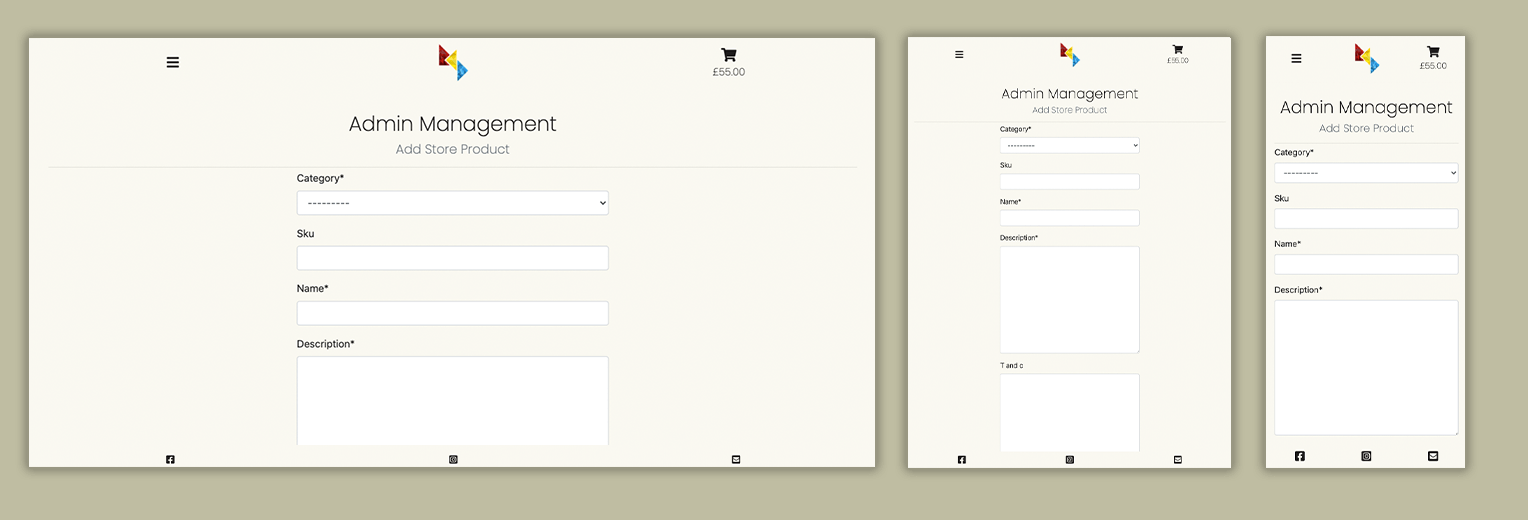 £55.00
Admin Management
Add Store Product
Category*
---------
Sku
Name*
Description*
£55.00
Admin Management
Add Store Product
Category*
---------
Sku
Name*
Description*
T and c
£55.00
Admin Management
Add Store Product
Category*
---------
Sku
Name*
Description*